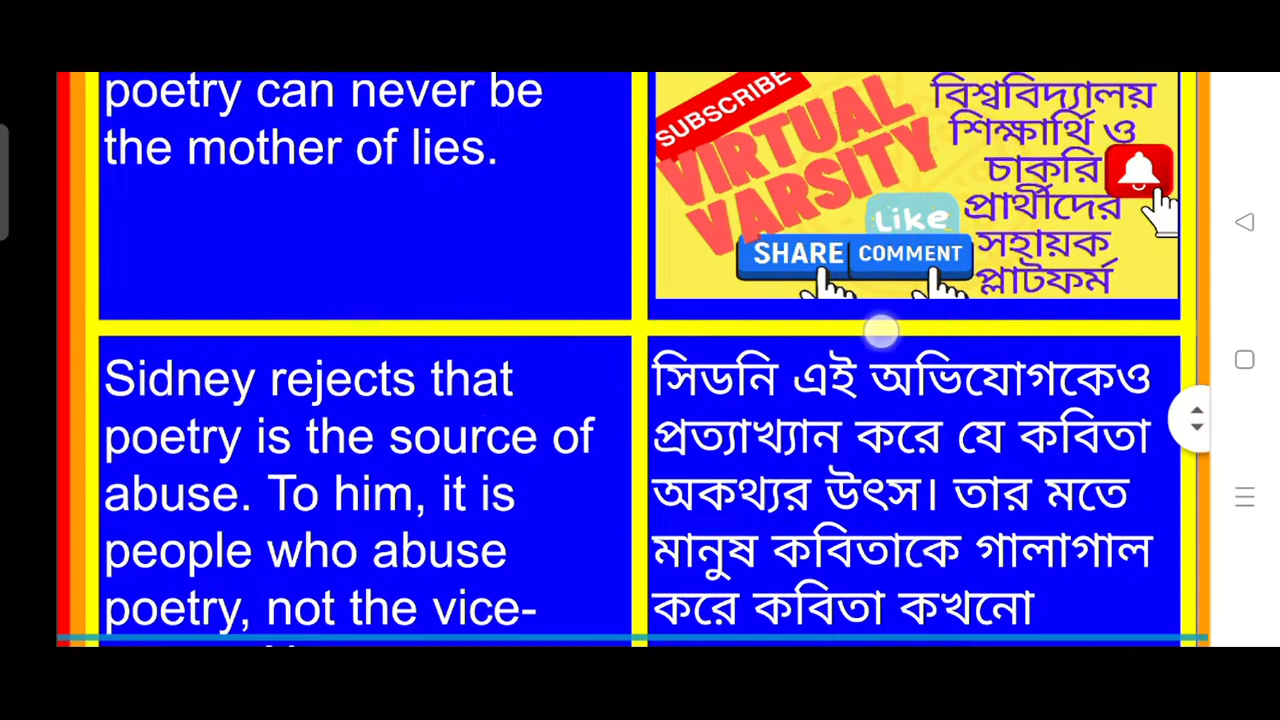 poetry can never be
the mother of lies.
SUBSCRIBE
VIRTUAL
VARSITY
Like
SHARE COMMENT
বিশ্ববিদ্যালয়
শিক্ষার্থি ও
চাকরি
প্রার্থীদের
সহায়ক
প্লাটফর্ম
Sidney rejects that
poetry is the source of
abuse. To him, it is
people who abuse
poetry, not the vice-
সিডনি এই অভিযোগকেও
প্রত্যাখ্যান করে যে কবিতা
অকথ্যর উৎস। তার মতে
মানুষ কবিতাকে গালাগাল
করে কবিতা কখনো